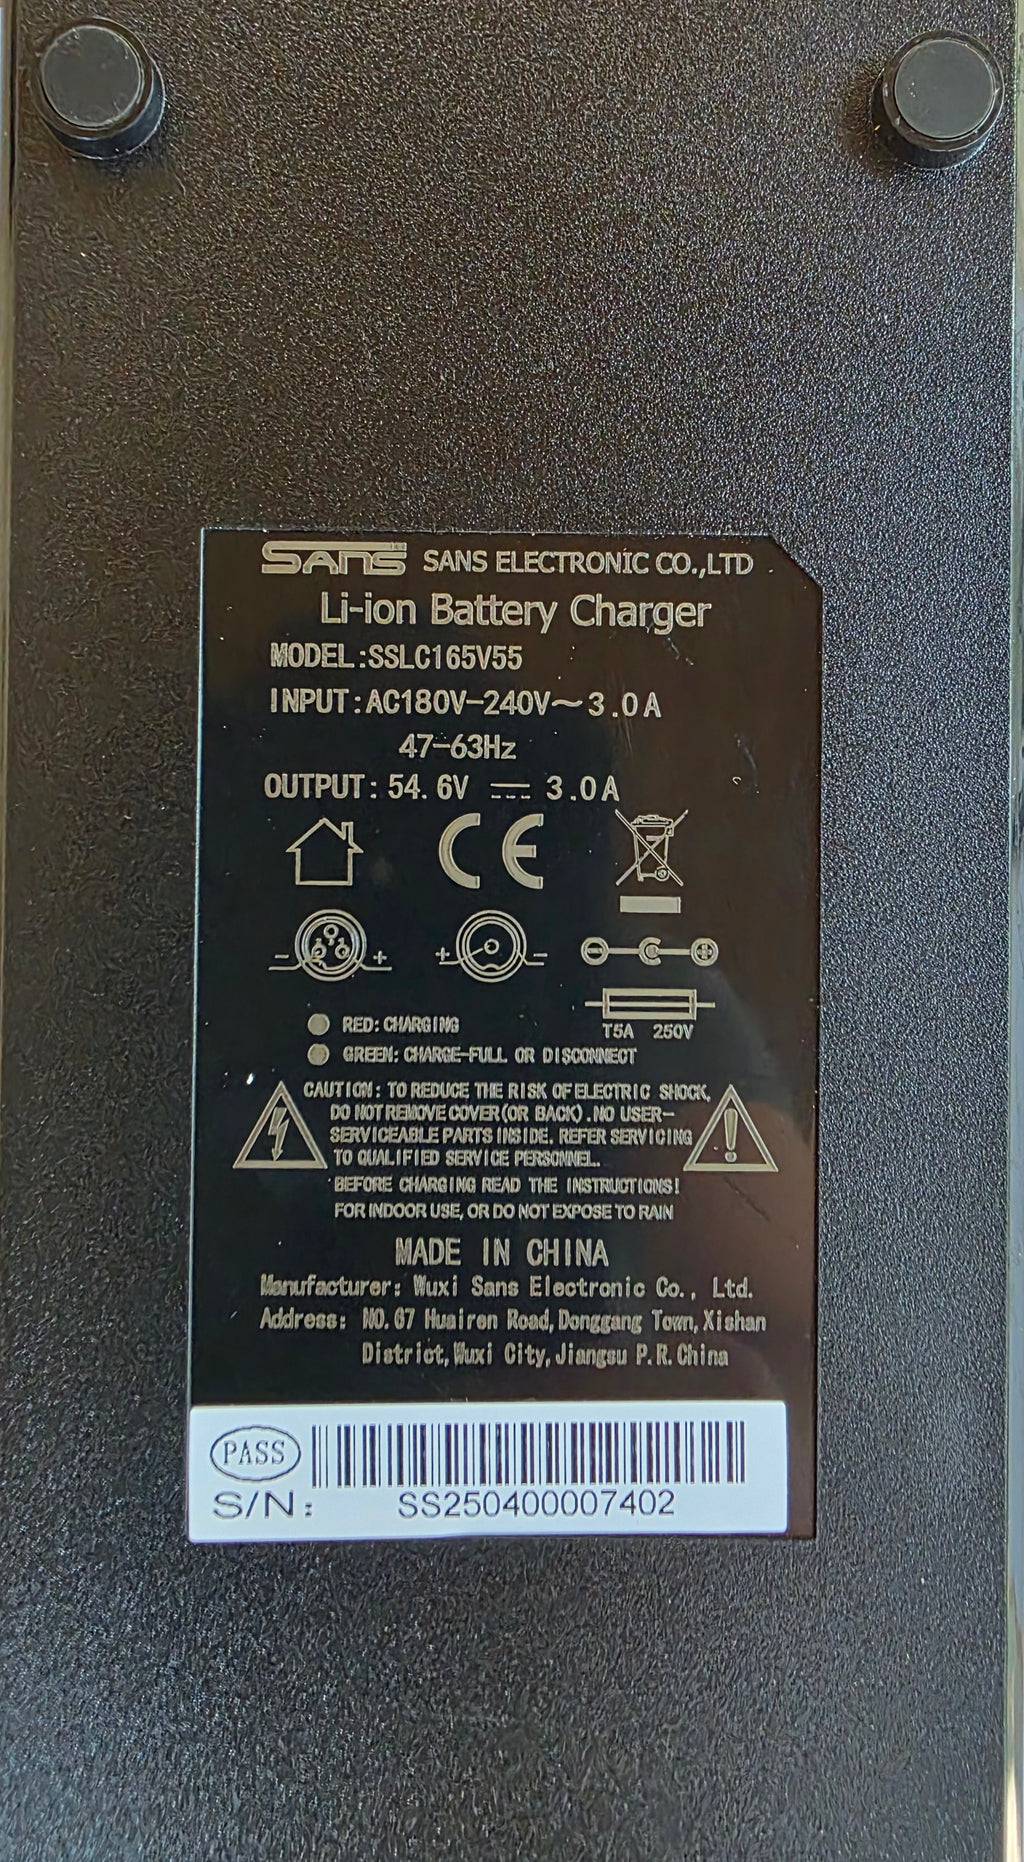 SANS SANS ELECTRONIC CO.,LTD
Li-ion Battery Charger
MODEL:SSLC165V55
INPUT:AC180V-240V~3.0A
47-63Hz
OUTPUT:54.6V ⎓ 3.0A
CE
- + + - - C +
T5A 250V
RED: CHARGING
GREEN: CHARGE-FULL OR DISCONNECT
CAUTION: TO REDUCE THE RISK OF ELECTRIC SHOCK,
DO NOT REMOVE COVER(OR BACK).NO USER-
SERVICEABLE PARTS INSIDE. REFER SERVICING
TO QUALIFIED SERVICE PERSONNEL.
BEFORE CHARGING READ THE INSTRUCTIONS!
FOR INDOOR USE, OR DO NOT EXPOSE TO RAIN
MADE IN CHINA
Manufacturer: Wuxi Sans Electronic Co., Ltd.
Address: NO.67 Huairen Road,Donggang Town,Xishan
District,Wuxi City,Jiangsu P.R.China
PASS
S/N: SS250400007402